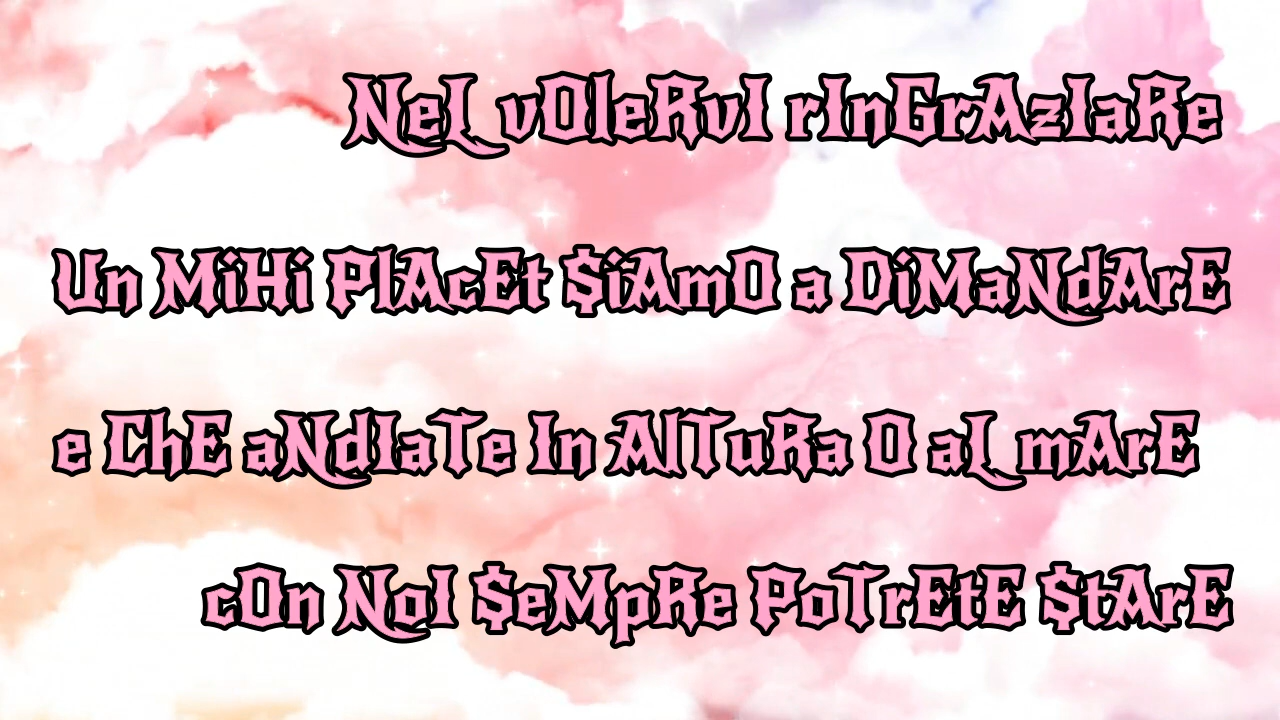 NeL vOleRvI rInGrAzIaRe
Un MiHi PlAcEt $iAmO a DiMaNdArE
e ChE aNdIaTe In AlTuRa O aL mArE
cOn NoI $eMpRe PoTrEtE $tArE